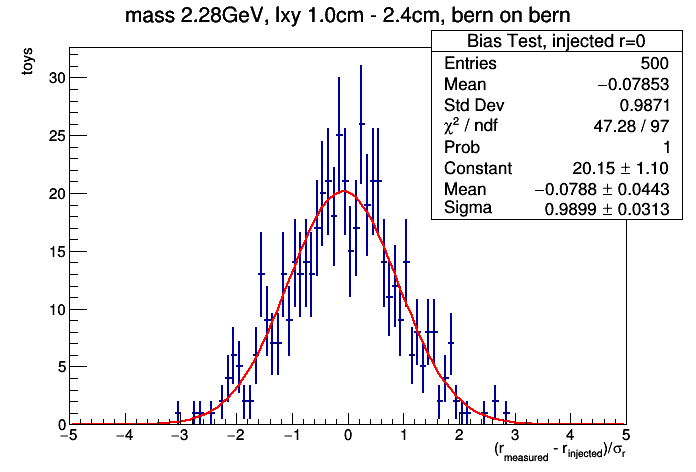 mass 2.28GeV, lxy 1.0cm - 2.4cm, bern on bern
Bias Test, injected r=0
Entries 500
Mean −0.07853
Std Dev 0.9871
χ² / ndf 47.28 / 97
Prob 1
Constant 20.15 ± 1.10
Mean −0.0788 ± 0.0443
Sigma 0.9899 ± 0.0313
toys
30
25
20
15
10
5
0
−5 −4 −3 −2 −1 0 1 2 3 4 5
(r_measured - r_injected)/σ_r